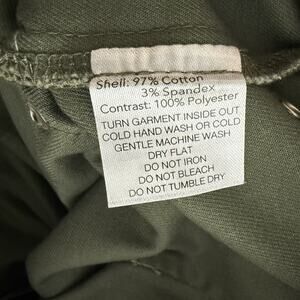 Shell: 97% Cotton
3% Spandex
Contrast: 100% Polyester
TURN GARMENT INSIDE OUT
COLD HAND WASH OR COLD
GENTLE MACHINE WASH
DRY FLAT
DO NOT IRON
DO NOT BLEACH
DO NOT TUMBLE DRY